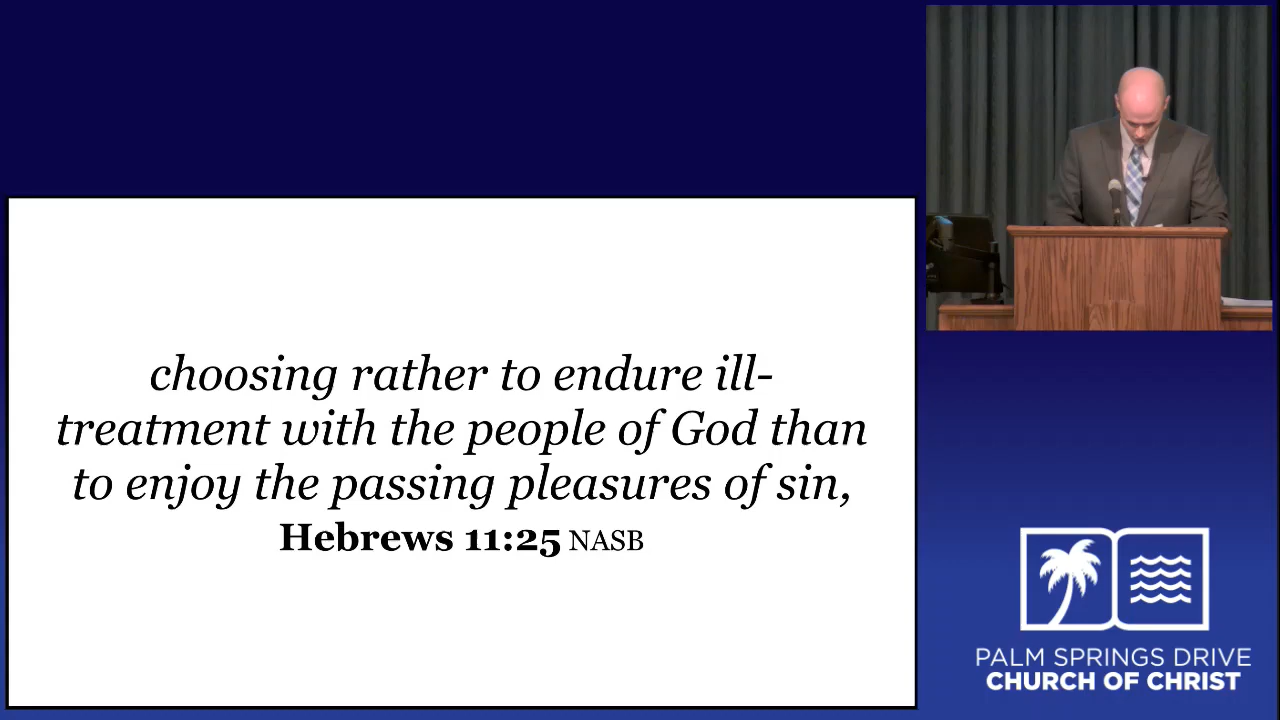 choosing rather to endure ill-
treatment with the people of God than
to enjoy the passing pleasures of sin,
Hebrews 11:25 NASB
PALM SPRINGS DRIVE
CHURCH OF CHRIST